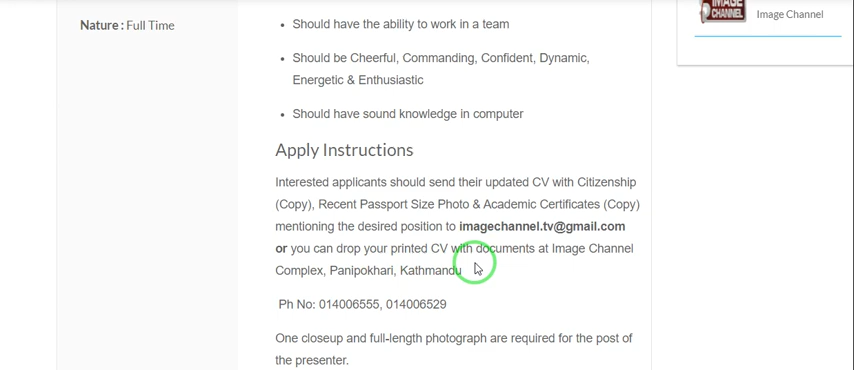 IMAGE
CHANNEL
Image Channel
Nature : Full Time
• Should have the ability to work in a team
• Should be Cheerful, Commanding, Confident, Dynamic,
Energetic & Enthusiastic
• Should have sound knowledge in computer
Apply Instructions
Interested applicants should send their updated CV with Citizenship
(Copy), Recent Passport Size Photo & Academic Certificates (Copy)
mentioning the desired position to imagechannel.tv@gmail.com
or you can drop your printed CV with documents at Image Channel
Complex, Panipokhari, Kathmandu
Ph No: 014006555, 014006529
One closeup and full-length photograph are required for the post of
the presenter.